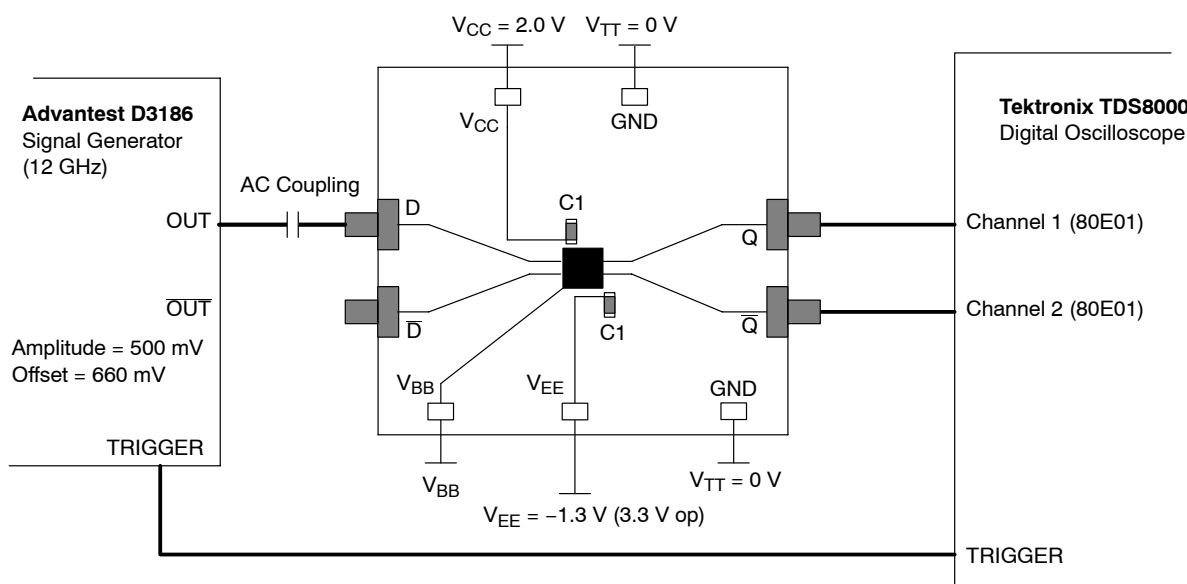 V_CC = 2.0 V
V_TT = 0 V
Advantest D3186
Signal Generator
(12 GHz)
Tektronix TDS8000
Digital Oscilloscope
V_CC
GND
AC Coupling
OUT
D
C1
Q
Channel 1 (80E01)
O̅U̅T̅
D̅
C1
Q̅
Channel 2 (80E01)
Amplitude = 500 mV
Offset = 660 mV
V_BB
V_EE
GND
TRIGGER
V_BB
V_TT = 0 V
V_EE = −1.3 V (3.3 V op)
TRIGGER